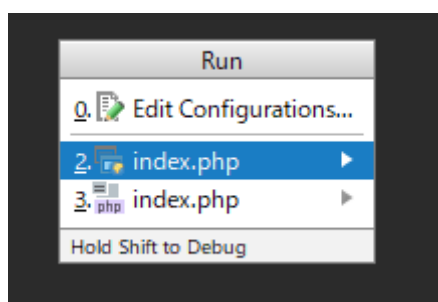 Run
0. Edit Configurations...
2. index.php
3. php index.php
Hold Shift to Debug